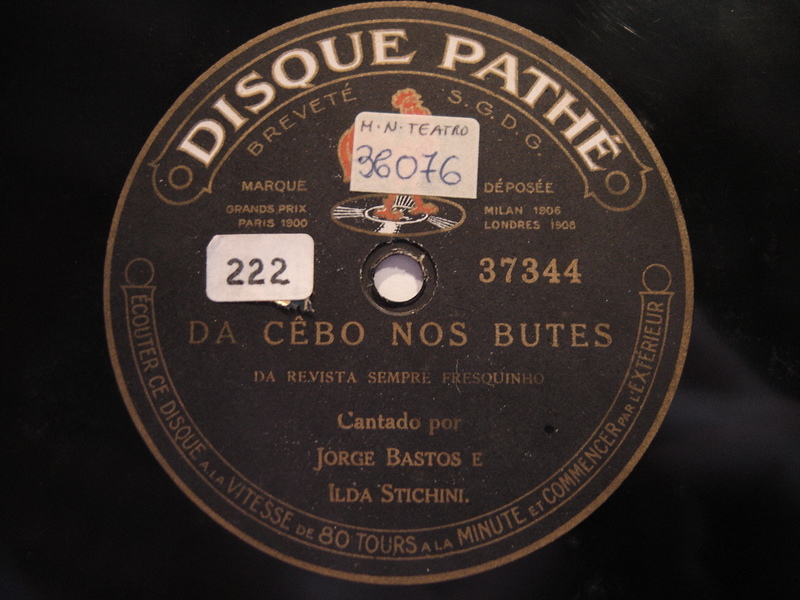 DISQUE PATHÉ
BREVETÉ S.G.D.G.
M.N. TEATRO
36076
MARQUE DÉPOSÉE
GRANDS PRIX
PARIS 1900
MILAN 1906
LONDRES 1908
222
37344
DA CÊBO NOS BUTES
DA REVISTA SEMPRE FRESQUINHO
Cantado por
JORGE BASTOS E
ILDA STICHINI.
ÉCOUTER CE DISQUE A LA VITESSE DE 80 TOURS A LA MINUTE ET COMMENCER PAR L'EXTÉRIEUR